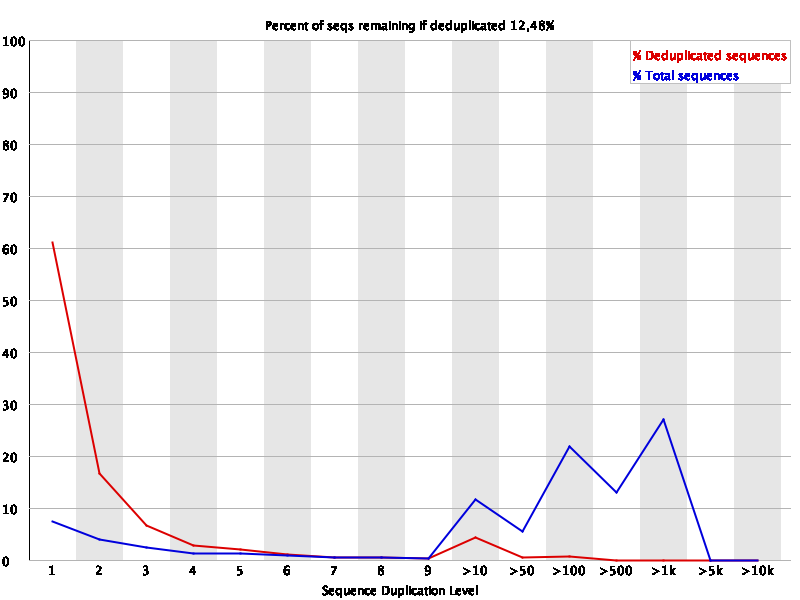 Percent of seqs remaining if deduplicated 12,48%
% Deduplicated sequences
% Total sequences
100
90
80
70
60
50
40
30
20
10
0
1 2 3 4 5 6 7 8 9 >10 >50 >100 >500 >1k >5k >10k
Sequence Duplication Level